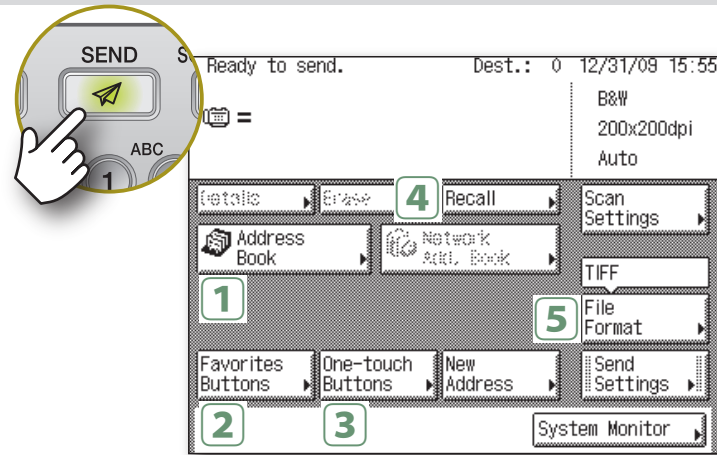 SEND
S
ABC
1
Ready to send. Dest.: 0 12/31/09 15:55
=
B&W
200x200dpi
Auto
Details
Erase
4
Recall
Scan
Settings
Address
Book
Network
Add. Book
1
TIFF
5
File
Format
Favorites
Buttons
One-touch
Buttons
New
Address
Send
Settings
2
3
System Monitor